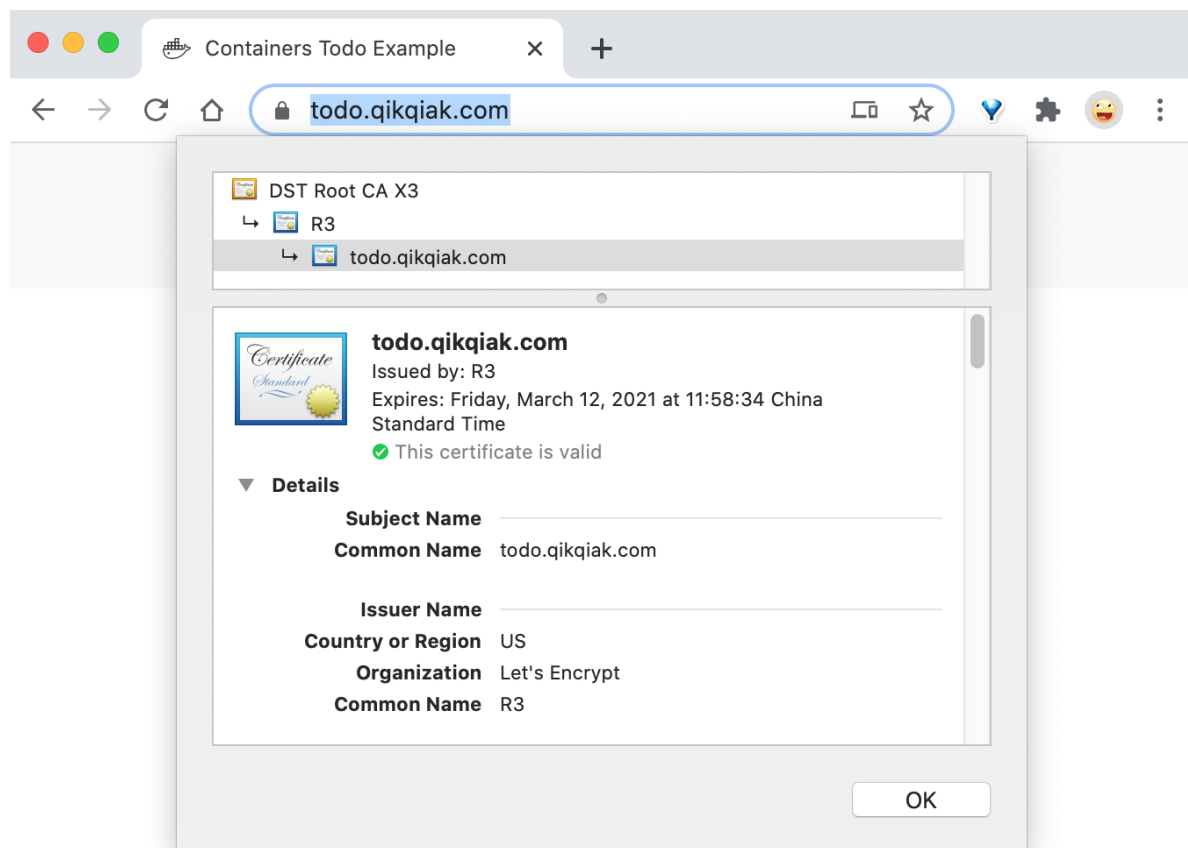 Containers Todo Example
todo.qikqiak.com
DST Root CA X3
R3
todo.qikqiak.com
Certificate
Standard
todo.qikqiak.com
Issued by: R3
Expires: Friday, March 12, 2021 at 11:58:34 China
Standard Time
This certificate is valid
Details
Subject Name
Common Name todo.qikqiak.com
Issuer Name
Country or Region US
Organization Let's Encrypt
Common Name R3
OK